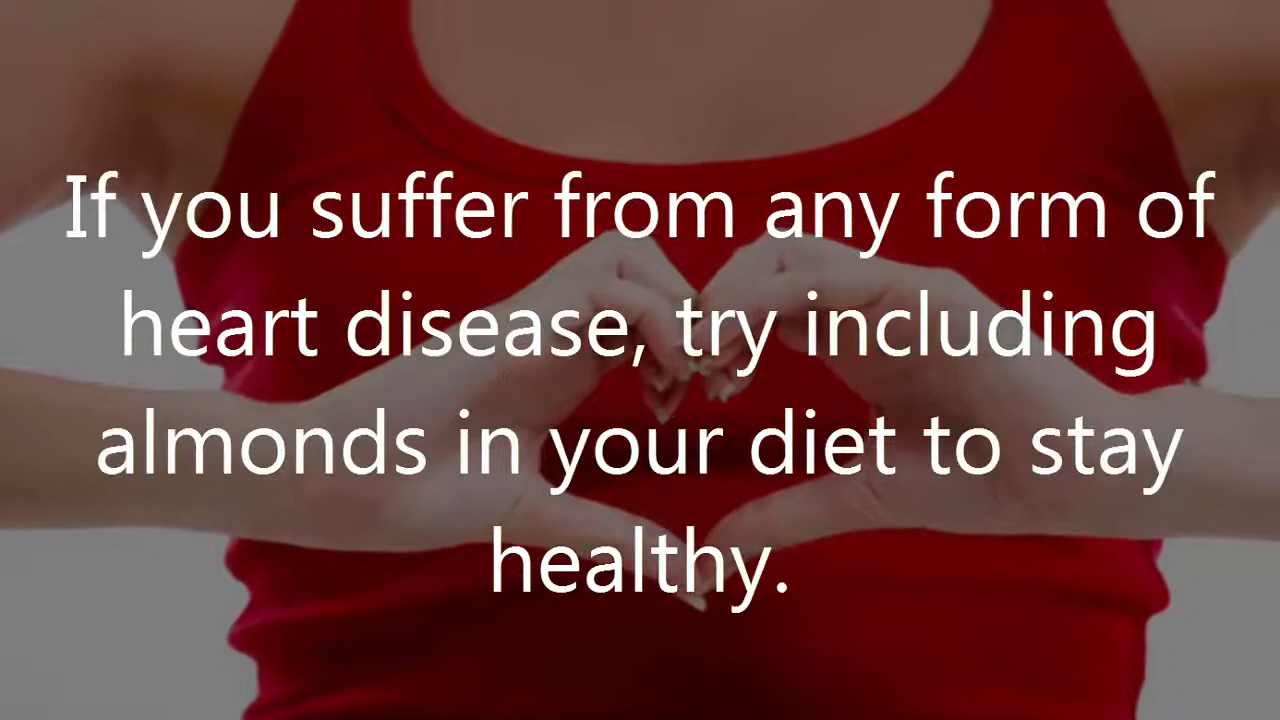 If you suffer from any form of
heart disease, try including
almonds in your diet to stay
healthy.